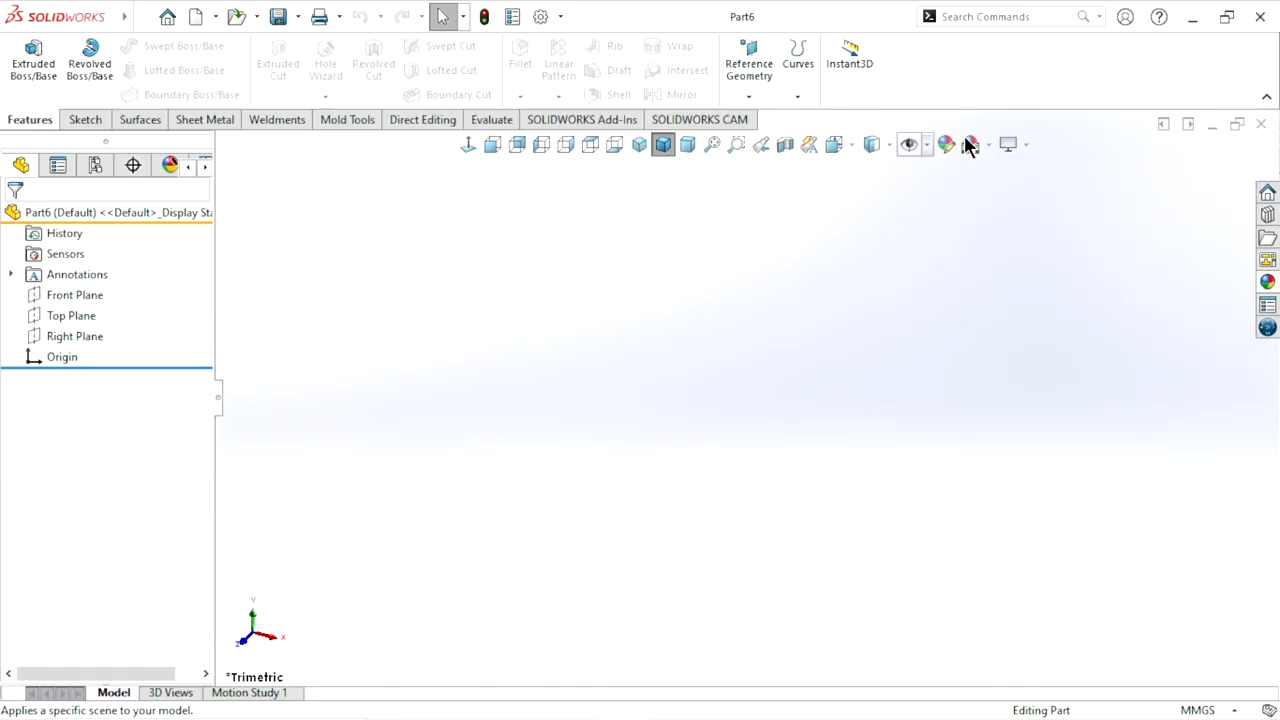 SOLIDWORKS
Part6
Search Commands
Extruded Boss/Base
Revolved Boss/Base
Swept Boss/Base
Lofted Boss/Base
Boundary Boss/Base
Extruded Cut
Hole Wizard
Revolved Cut
Swept Cut
Lofted Cut
Boundary Cut
Fillet
Linear Pattern
Rib
Draft
Shell
Wrap
Intersect
Mirror
Reference Geometry
Curves
Instant3D
Features
Sketch
Surfaces
Sheet Metal
Weldments
Mold Tools
Direct Editing
Evaluate
SOLIDWORKS Add-Ins
SOLIDWORKS CAM
Part6 (Default) <<Default>_Display Sta
History
Sensors
Annotations
Front Plane
Top Plane
Right Plane
Origin
Y
X
Z
*Trimetric
Model
3D Views
Motion Study 1
Applies a specific scene to your model.
Editing Part
MMGS